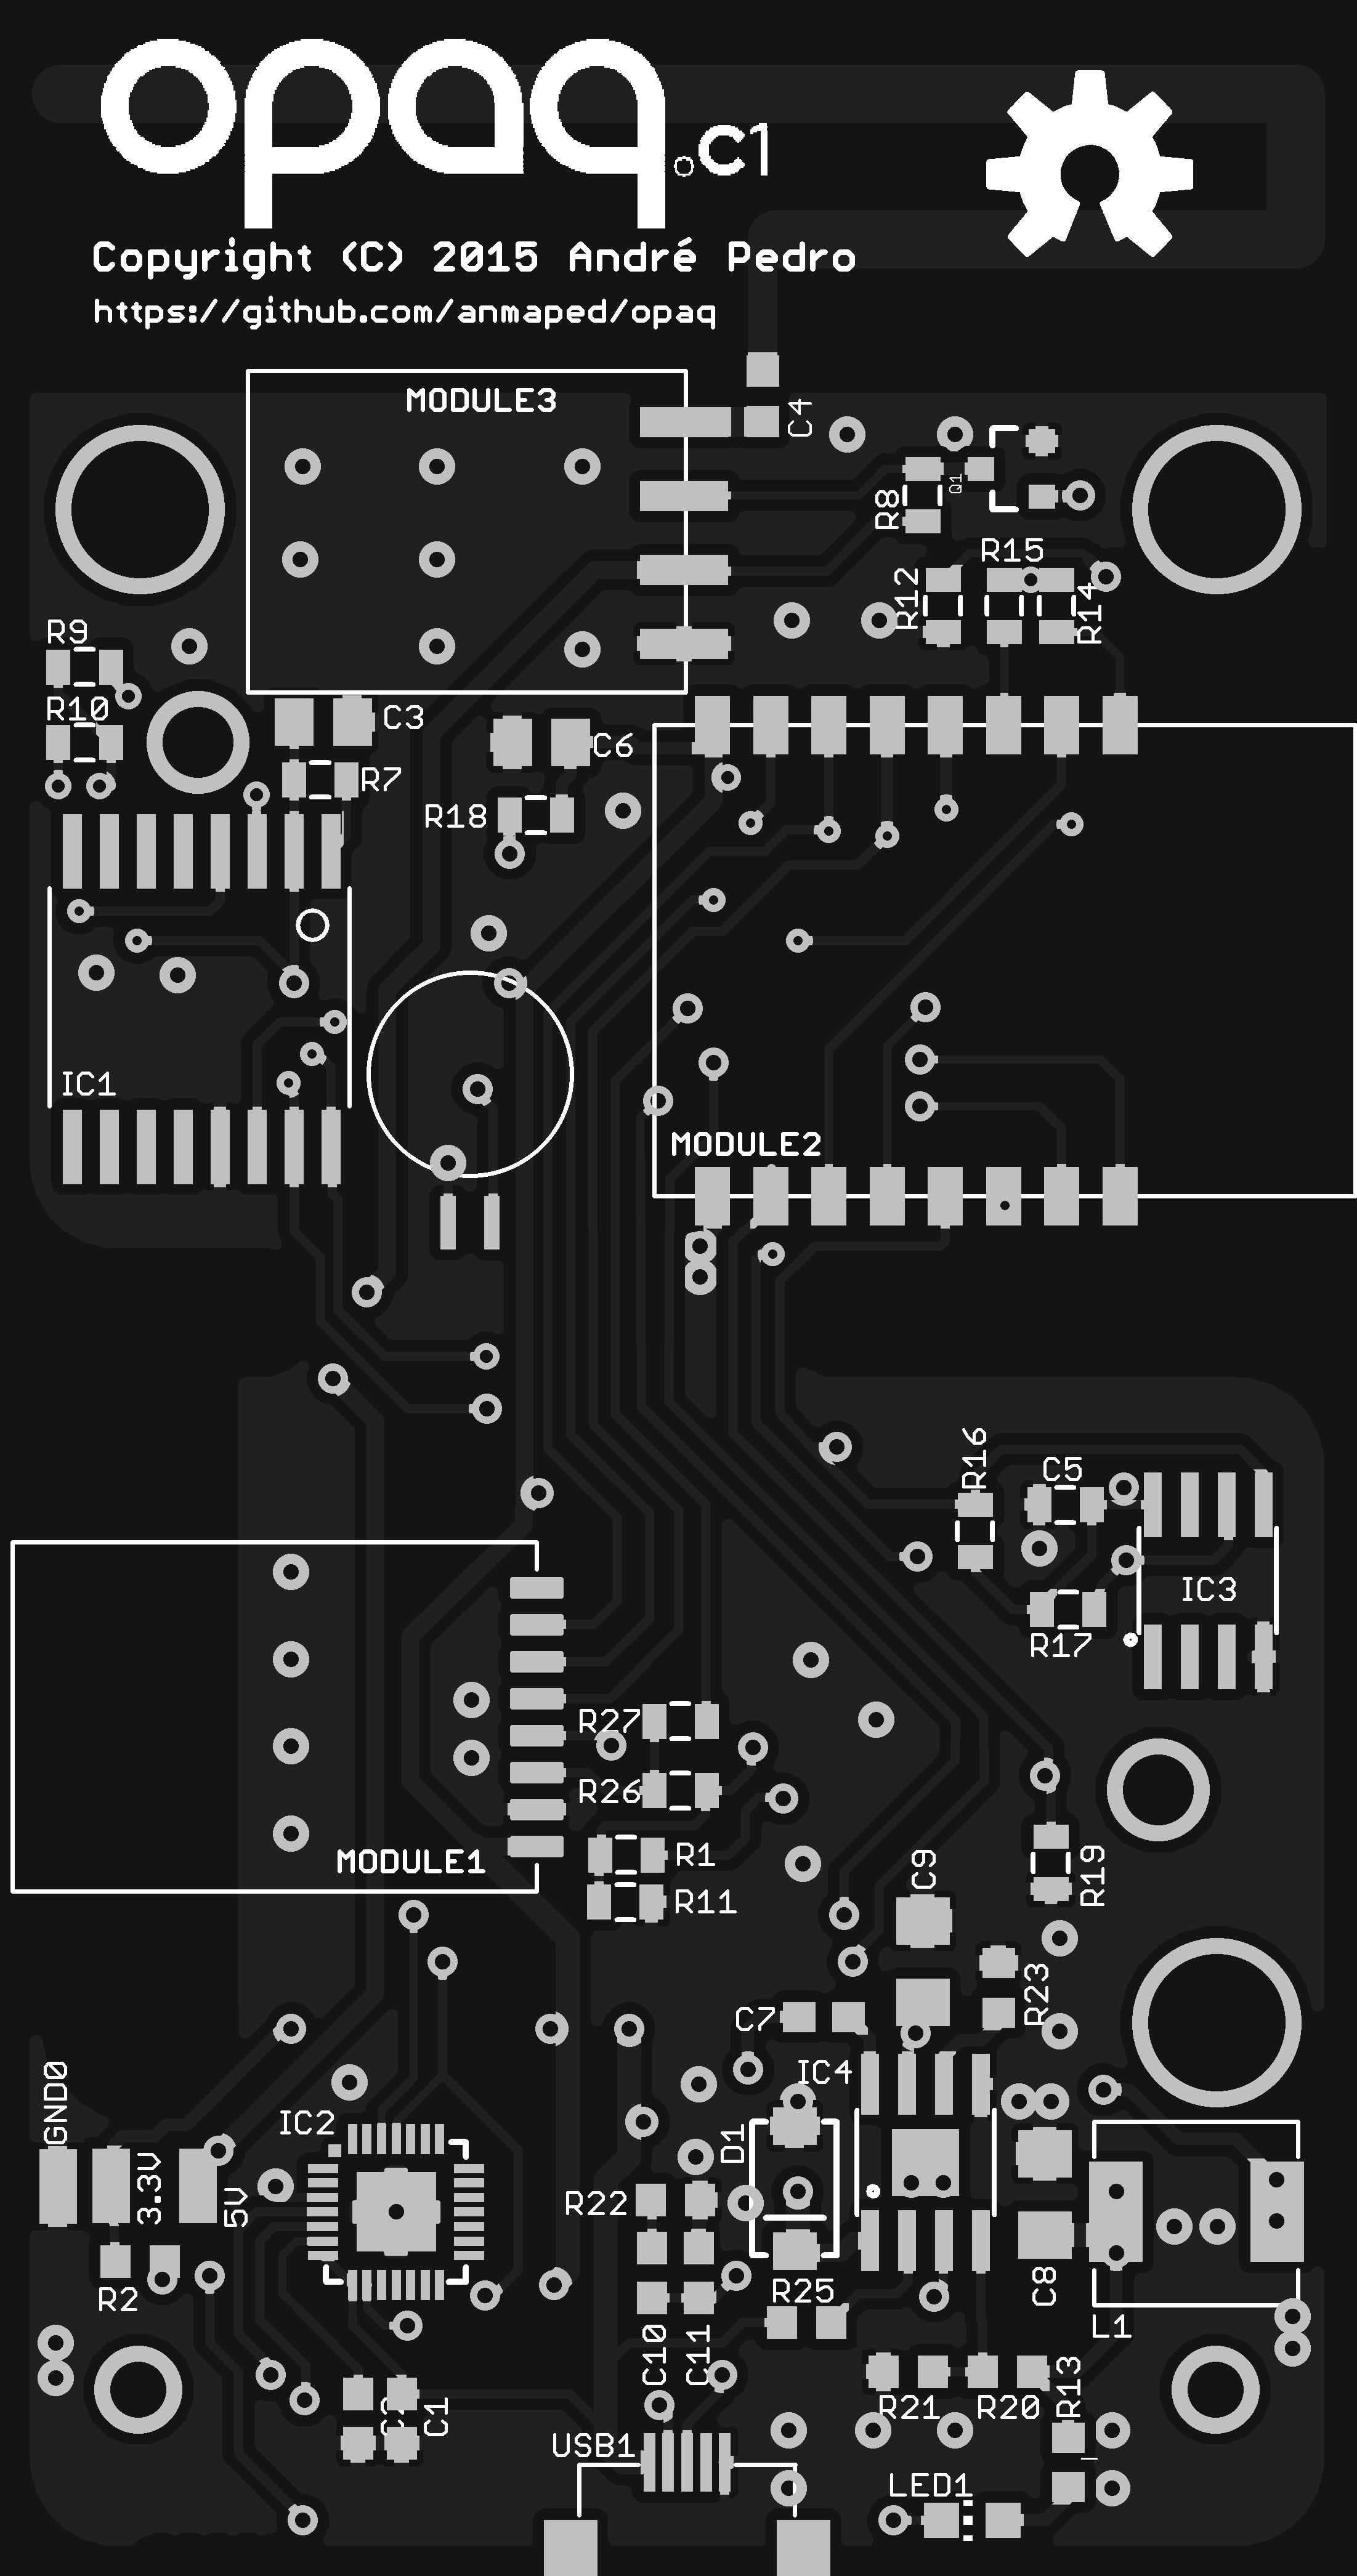 opaq.c1
Copyright (C) 2015 André Pedro
https://github.com/anmaped/opaq
MODULE3
C4
Q1
R8
R15
R12
R14
R9
R10
C3
C6
R7
R18
IC1
MODULE2
R16
C5
IC3
R17
R27
R26
MODULE1
R1
R11
C9
R19
R23
C7
IC4
GND0
IC2
D1
3.3V
5V
R22
R2
R25
C8
L1
C10
C11
R13
C2
C1
R21
R20
USB1
LED1